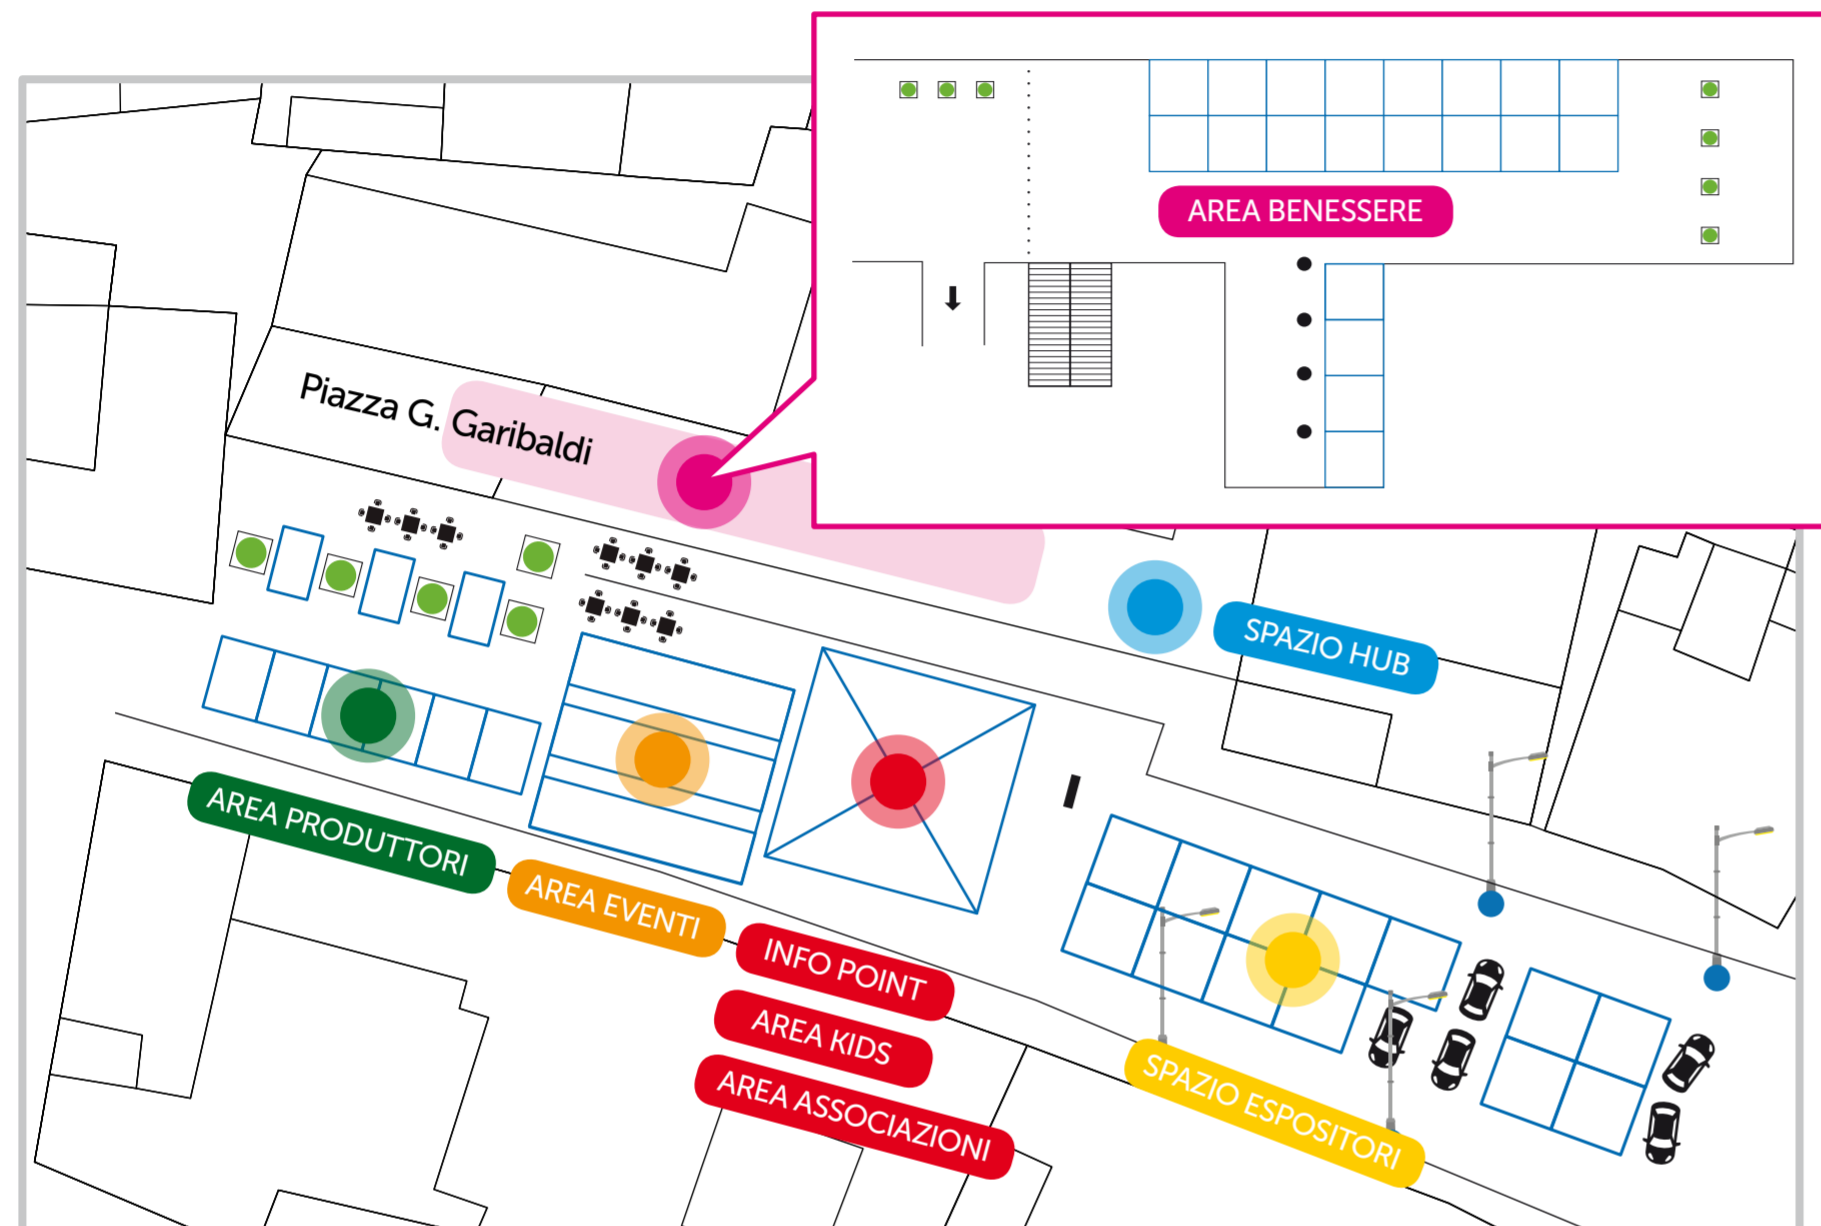 AREA BENESSERE
Piazza G. Garibaldi
SPAZIO HUB
AREA PRODUTTORI
AREA EVENTI
INFO POINT
AREA KIDS
AREA ASSOCIAZIONI
SPAZIO ESPOSITORI